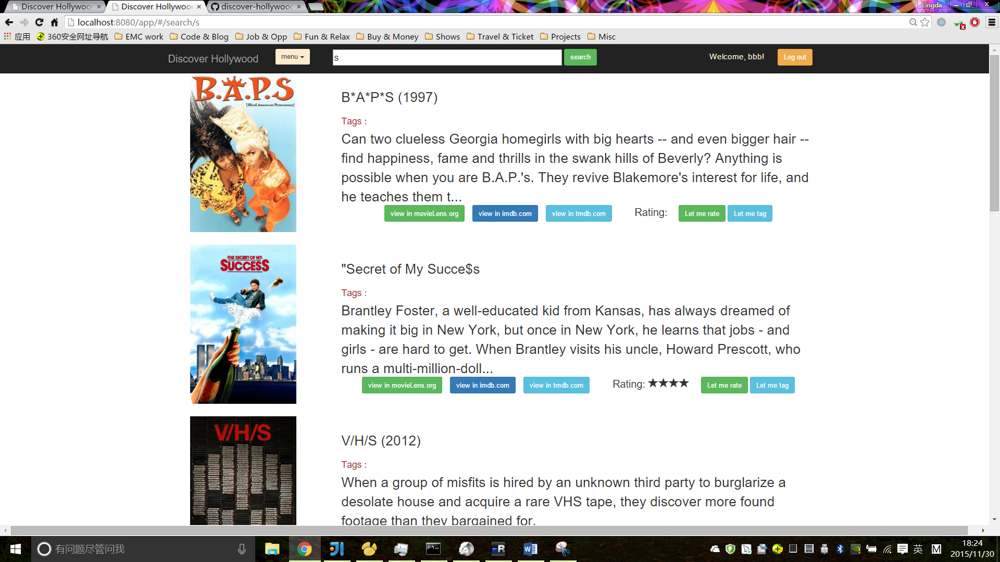 Discover Hollywood
Discover Hollywood
discover-hollywood
Lingda
localhost:8080/app/#/search/s
应用
360安全网址导航
EMC work
Code & Blog
Job & Opp
Fun & Relax
Buy & Money
Shows
Travel & Ticket
Projects
Misc
Discover Hollywood
menu
s
search
Welcome, bbb!
Log out
B.A.P.S
[Black American Princesses]
B*A*P*S (1997)
Tags :
Can two clueless Georgia homegirls with big hearts -- and even bigger hair --
find happiness, fame and thrills in the swank hills of Beverly? Anything is
possible when you are B.A.P.'s. They revive Blakemore's interest for life, and
he teaches them t...
view in movieLens.org
view in imdb.com
view in tmdb.com
Rating:
Let me rate
Let me tag
THE SECRET OF MY
SUCCESS
"Secret of My Succe$s
Tags :
Brantley Foster, a well-educated kid from Kansas, has always dreamed of
making it big in New York, but once in New York, he learns that jobs - and
girls - are hard to get. When Brantley visits his uncle, Howard Prescott, who
runs a multi-million-doll...
view in movieLens.org
view in imdb.com
view in tmdb.com
Rating: ★★★★
Let me rate
Let me tag
V/H/S
V/H/S (2012)
Tags :
When a group of misfits is hired by an unknown third party to burglarize a
desolate house and acquire a rare VHS tape, they discover more found
footage than they bargained for.
有问题尽管问我
英
M
18:24
2015/11/30